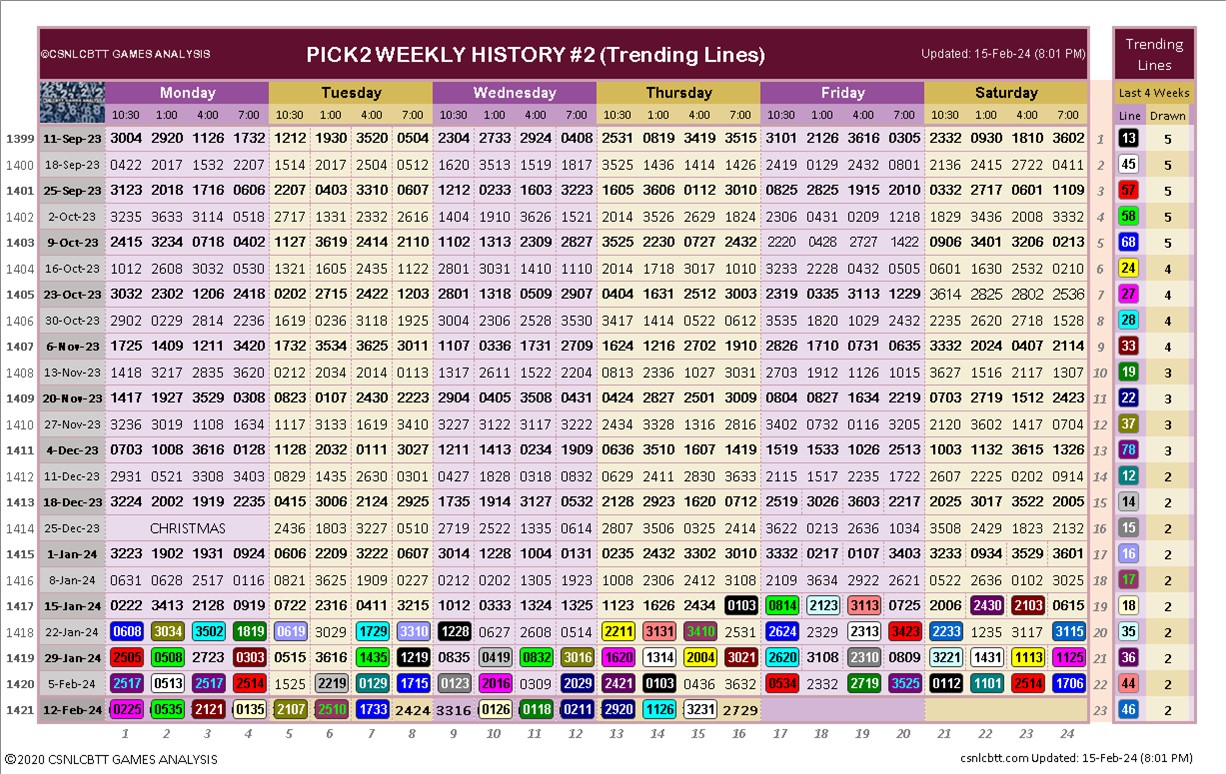 ©CSNLCBTT GAMES ANALYSIS PICK2 WEEKLY HISTORY #2 (Trending Lines) Updated: 15-Feb-24 (8:01 PM) Trending Lines
Monday Tuesday Wednesday Thursday Friday Saturday Last 4 Weeks
10:30 1:00 4:00 7:00 10:30 1:00 4:00 7:00 10:30 1:00 4:00 7:00 10:30 1:00 4:00 7:00 10:30 1:00 4:00 7:00 10:30 1:00 4:00 7:00 Line Drawn
1399 11-Sep-23 3004 2920 1126 1732 1212 1930 3520 0504 2304 2733 2924 0408 2531 0819 3419 3515 3101 2126 3616 0305 2332 0930 1810 3602 1 13 5
1400 18-Sep-23 0422 2017 1532 2207 1514 2017 2504 0512 1620 3513 1519 1817 3525 1436 1414 1426 2419 0129 2432 0801 2136 2415 2722 0411 2 45 5
1401 25-Sep-23 3123 2018 1716 0606 2207 0403 3310 0607 1212 0233 1603 3223 1605 3606 0112 3010 0825 2825 1915 2010 0332 2717 0601 1109 3 57 5
1402 2-Oct-23 3235 3633 3114 0518 2717 1331 2332 2616 1404 1910 3626 1521 2014 3526 2629 1824 2306 0431 0209 1218 1829 3436 2008 3332 4 58 5
1403 9-Oct-23 2415 3234 0718 0402 1127 3619 2414 2110 1102 1313 2309 2827 3525 2230 0727 2432 2220 0428 2727 1422 0906 3401 3206 0213 5 68 5
1404 16-Oct-23 1012 2608 3032 0530 1321 1605 2435 1122 2801 3031 1410 1110 2014 1718 3017 1010 3233 2228 0432 0505 0601 1630 2532 0210 6 24 4
1405 23-Oct-23 3032 2302 1206 2418 0202 2715 2422 1203 2801 1318 0509 2907 0404 1631 2512 3003 2319 0335 3113 1229 3614 2825 2802 2536 7 27 4
1406 30-Oct-23 2902 0229 2814 2236 1619 0236 3118 1923 3004 2306 2528 3530 3417 1414 0522 0612 3535 1820 1029 2432 2235 2620 2718 1528 8 28 4
1407 6-Nov-23 1725 1409 1211 3420 1732 3534 3625 3011 1107 0336 1731 2709 1624 1216 2702 1910 2826 1710 0731 0635 3332 2024 0407 2114 9 33 4
1408 13-Nov-23 1418 3217 2835 3620 0212 2034 2014 0113 1317 2611 1522 2204 0813 2336 1027 3031 2703 1912 1126 1015 3627 1516 2117 1307 10 19 3
1409 20-Nov-23 1417 1927 3529 0308 0823 0107 2430 2223 2904 0405 3508 0431 0424 2827 2501 3009 0804 0827 1634 2219 0703 2719 1512 2423 11 22 3
1410 27-Nov-23 3236 3019 1108 1634 1117 3133 1619 3410 3227 3122 3117 3222 2434 3328 1316 2816 3402 0732 0116 3205 2120 3602 1417 0704 12 37 3
1411 4-Dec-23 0703 1008 3616 0128 1128 2032 0111 3027 1211 1413 0234 1909 0636 3510 1607 1419 1519 1533 1026 2513 1003 1132 3615 1326 13 78 3
1412 11-Dec-23 2931 0521 3308 3403 0829 1435 2630 0301 0427 1828 0318 0832 0629 2411 2830 3633 2115 1517 2235 1722 2607 2225 0202 0914 14 12 2
1413 18-Dec-23 3224 2002 1919 2235 0415 3006 2124 2925 1735 1914 3127 0532 2128 2923 1620 0712 2519 3026 3603 2217 2025 3017 3522 2005 15 14 2
1414 25-Dec-23 CHRISTMAS 2436 1803 3227 0510 2719 2522 1335 0614 2807 3506 0325 2414 3622 0213 2636 1034 3508 2429 1823 2132 16 15 2
1415 1-Jan-24 3223 1902 1931 0924 0606 2209 3222 0607 3014 1228 1004 0131 0235 2432 3302 3010 3332 0217 0107 3403 3233 0934 3529 3601 17 16 2
1416 8-Jan-24 0631 0628 2517 0116 0821 3625 1909 0227 0212 0202 1305 1923 1008 2306 2412 3108 2109 3634 2922 2621 0522 2636 0102 3025 18 17 2
1417 15-Jan-24 0222 3413 2128 0919 0722 2316 0411 3215 1012 0333 1324 1325 1123 1626 2434 0103 0814 2123 3113 0725 2006 2430 2103 0615 19 18 2
1418 22-Jan-24 0608 3034 3502 1819 0619 3029 1729 3310 1228 0627 2608 0514 2211 3131 3410 2531 2624 2329 2313 3423 2233 1235 3117 3115 20 35 2
1419 29-Jan-24 2505 0508 2723 0303 0515 3616 1435 1219 0835 0419 0832 3016 1620 1314 2004 3021 2620 3108 2310 0809 3221 1431 1113 1125 21 36 2
1420 5-Feb-24 2517 0513 2517 2514 1525 2219 0129 1715 0123 2016 0309 2029 2421 0103 0436 3632 0534 2332 2719 3525 0112 1101 2514 1706 22 44 2
1421 12-Feb-24 0225 0535 2121 0135 2107 2510 1733 2424 3316 0126 0118 0211 2920 1126 3231 2729 23 46 2
1 2 3 4 5 6 7 8 9 10 11 12 13 14 15 16 17 18 19 20 21 22 23 24
©2020 CSNLCBTT GAMES ANALYSIS csnlcbtt.com Updated: 15-Feb-24 (8:01 PM)